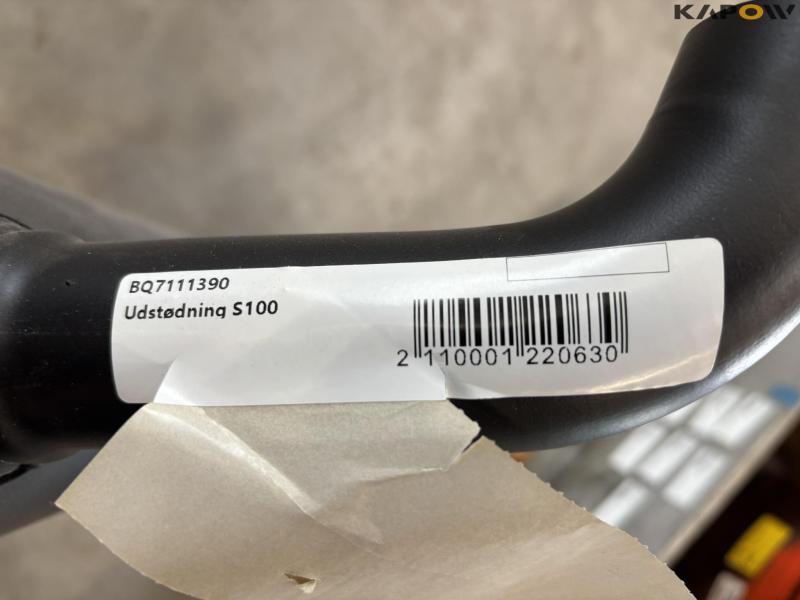 KAPOW
BQ7111390
Udstødning S100
2 110001 220630